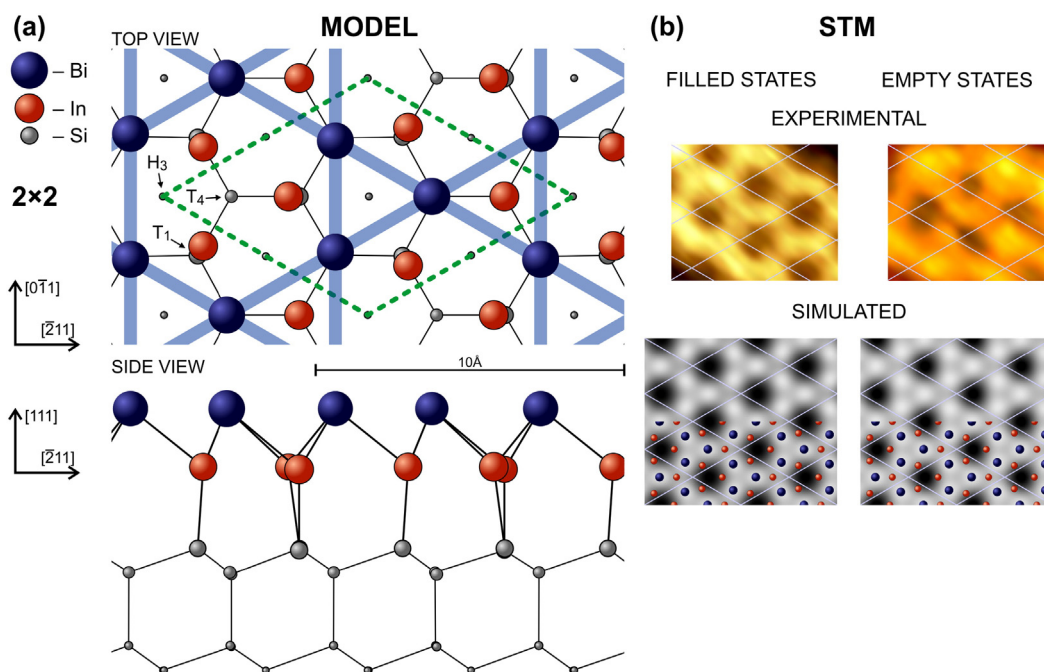 (a)
MODEL
TOP VIEW
– Bi
– In
– Si
2×2
H3
T4
T1
[01̄1]
[2̄11]
SIDE VIEW
10Å
[111]
[2̄11]
(b)
STM
FILLED STATES
EMPTY STATES
EXPERIMENTAL
SIMULATED